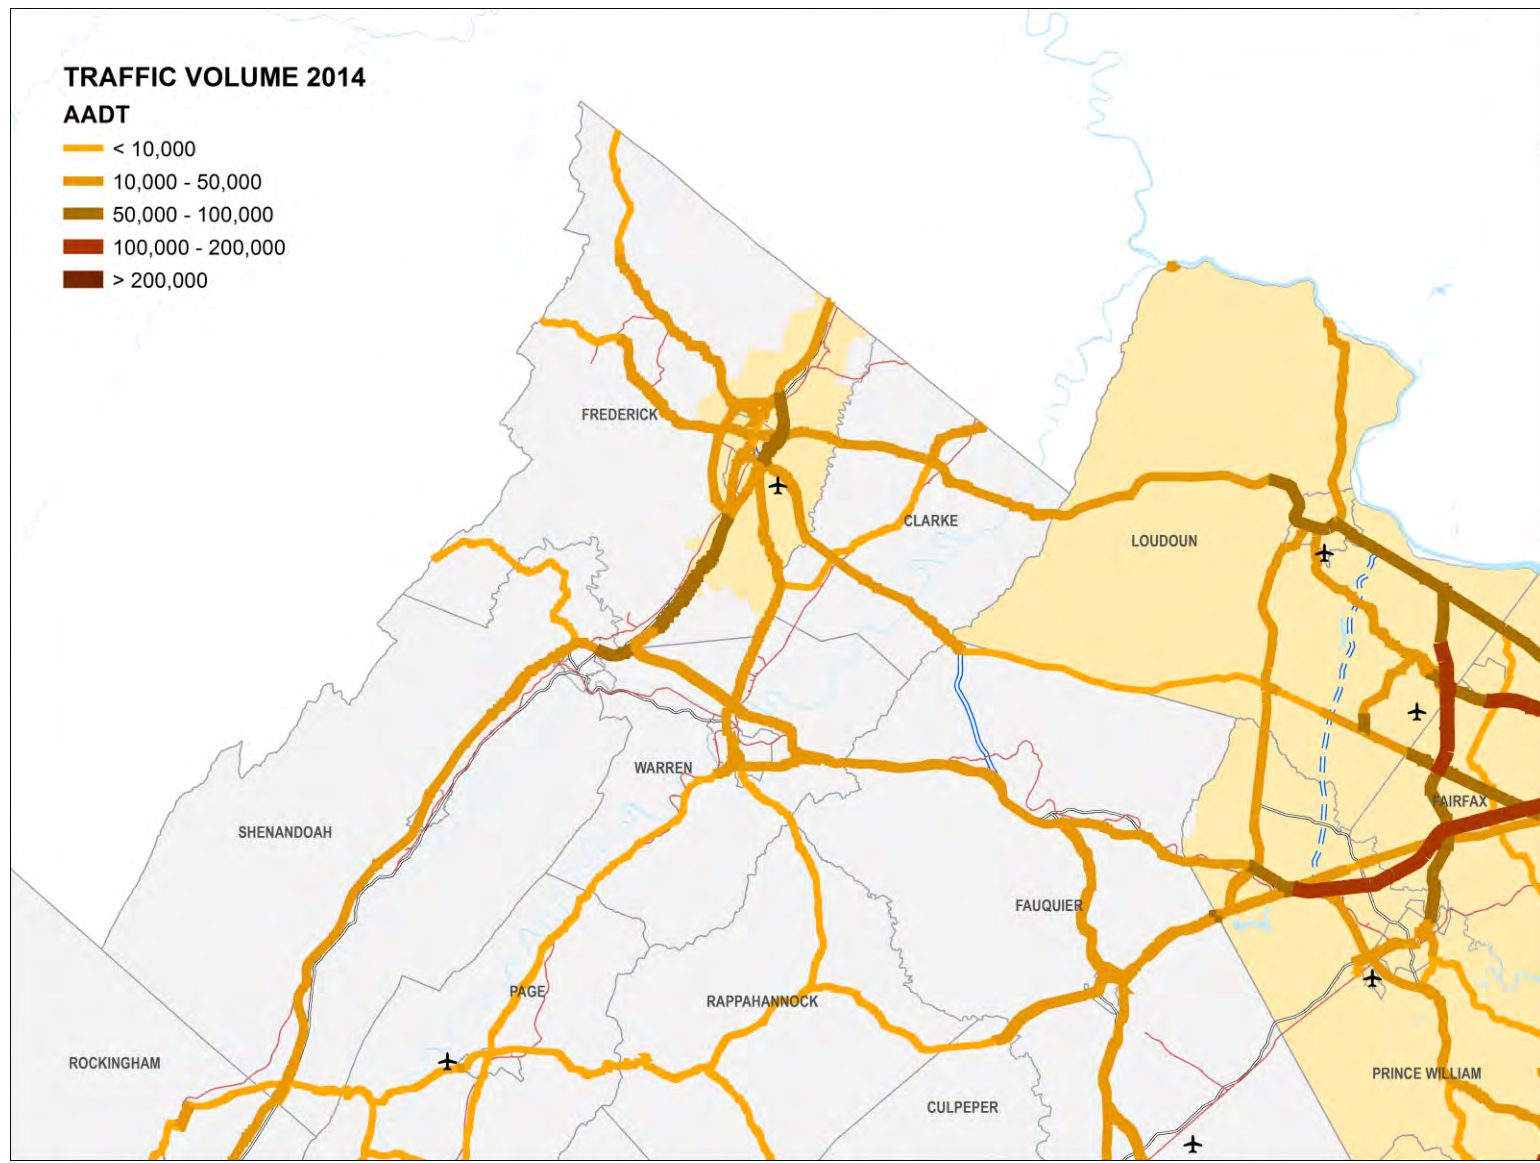 TRAFFIC VOLUME 2014
AADT
< 10,000
10,000 - 50,000
50,000 - 100,000
100,000 - 200,000
> 200,000
FREDERICK
CLARKE
LOUDOUN
WARREN
FAIRFAX
SHENANDOAH
FAUQUIER
PAGE
RAPPAHANNOCK
ROCKINGHAM
PRINCE WILLIAM
CULPEPER